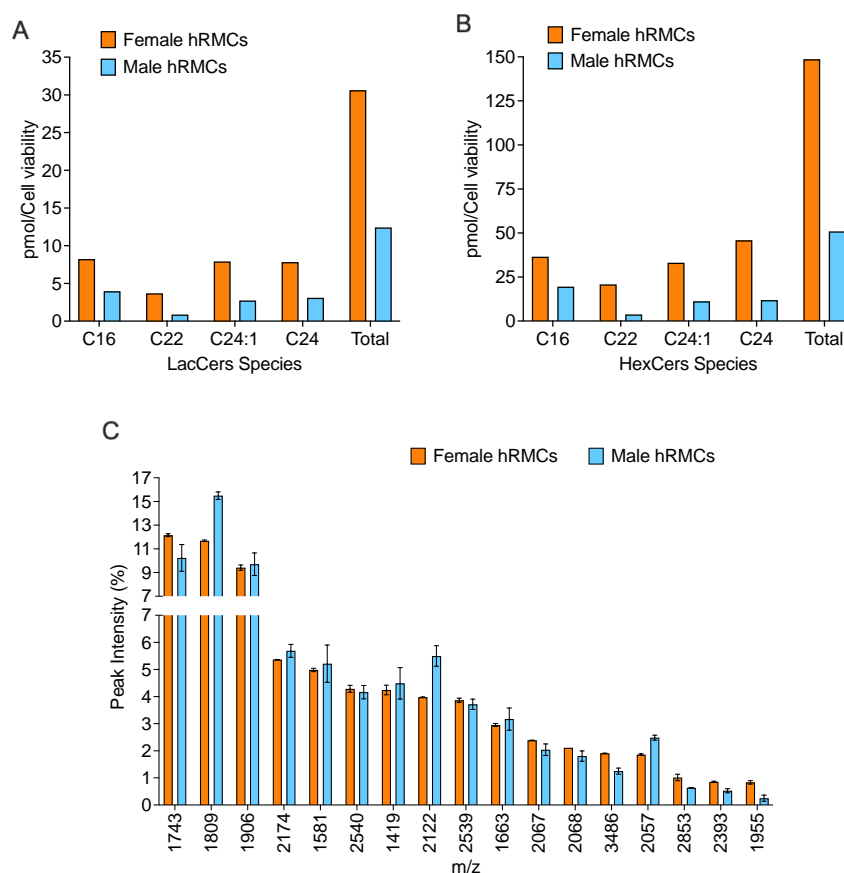 A
Female hRMCs
Male hRMCs
pmol/Cell viability
35
30
25
20
15
10
5
0
C16 C22 C24:1 C24 Total
LacCers Species
B
Female hRMCs
Male hRMCs
pmol/Cell viability
150
100
50
25
0
C16 C22 C24:1 C24 Total
HexCers Species
C
Female hRMCs Male hRMCs
Peak Intensity (%)
17
15
13
11
9
7
7
6
5
4
3
2
1
0
1743 1809 1906 2174 1581 2540 1419 2122 2539 1663 2067 2068 3486 2057 2853 2393 1955
m/z